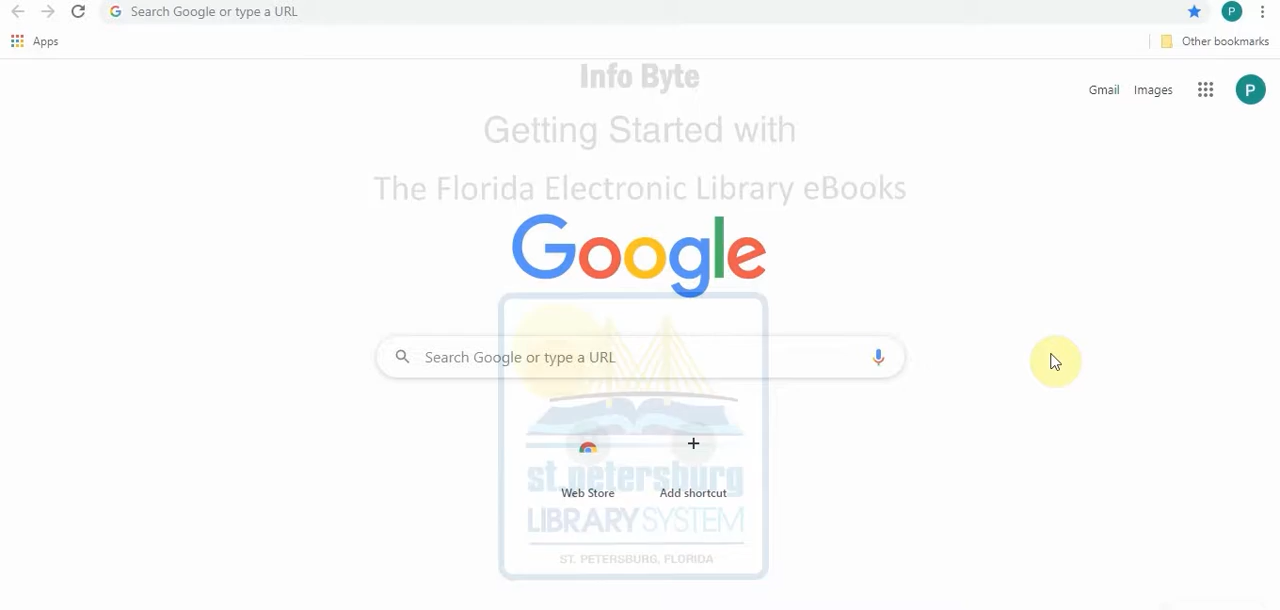 Search Google or type a URL
P
Apps
Other bookmarks
Info Byte
Gmail
Images
P
Getting Started with
The Florida Electronic Library eBooks
Google
Search Google or type a URL
st.petersburg
Web Store
Add shortcut
LIBRARY SYSTEM
ST. PETERSBURG, FLORIDA